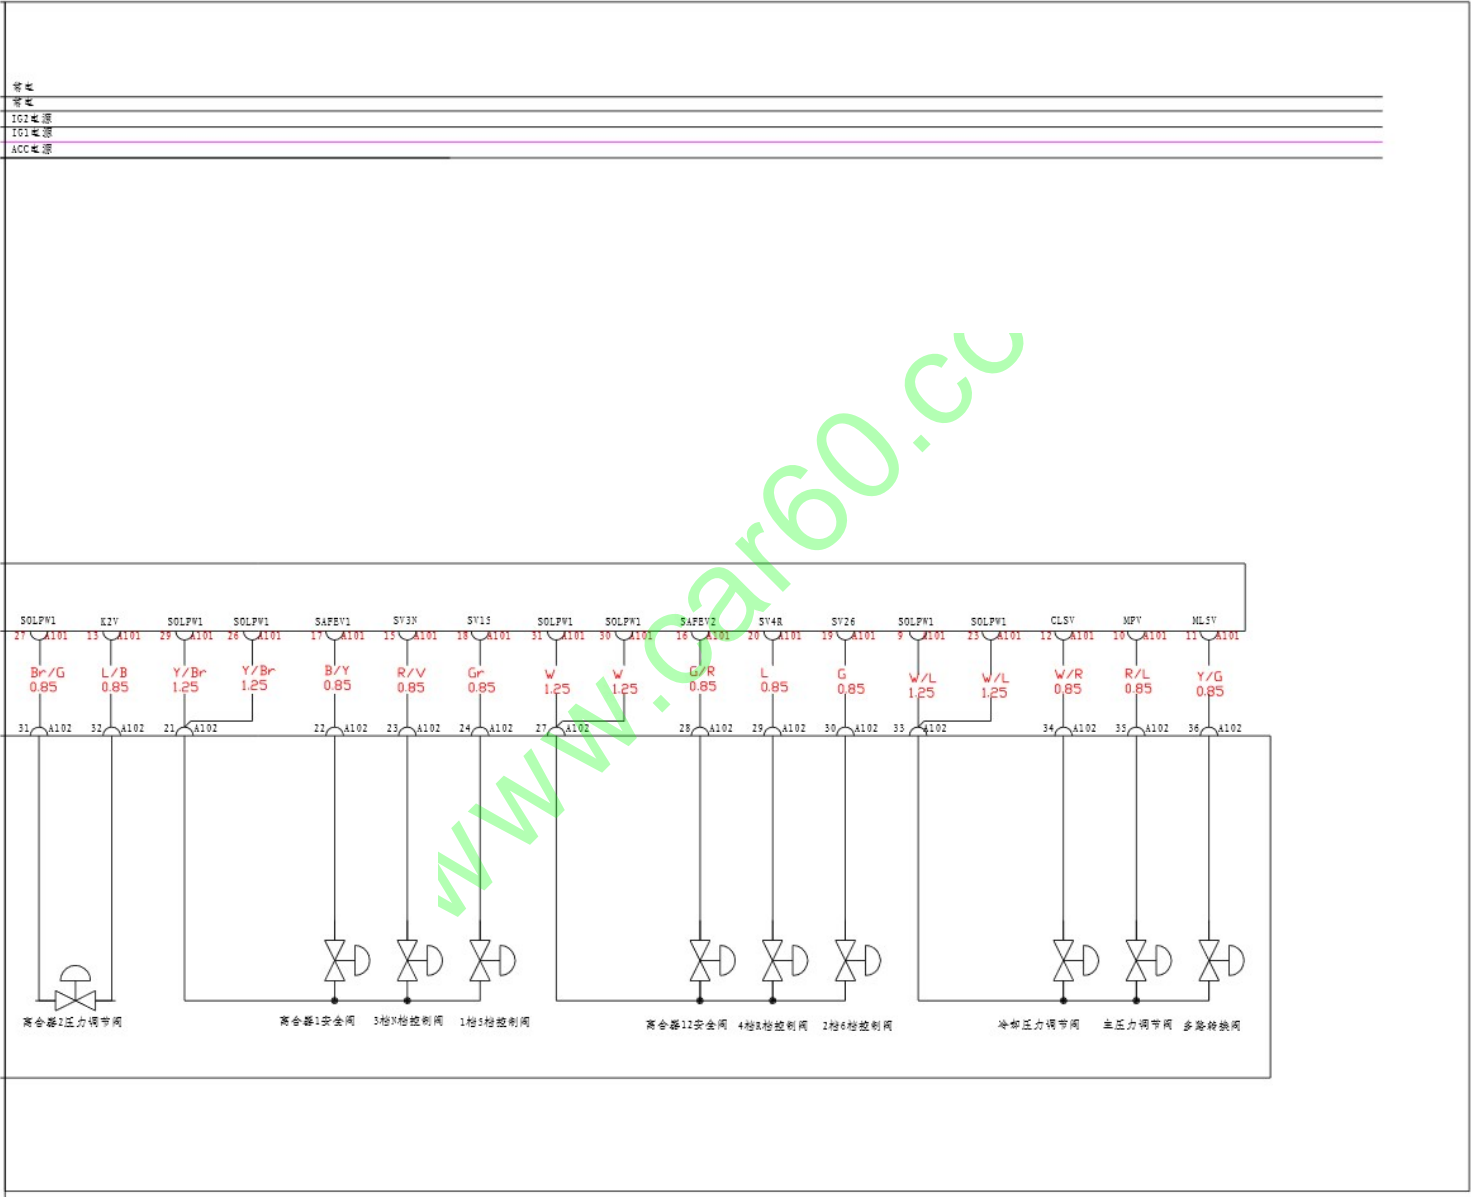 常电
常电
IG2电源
IG1电源
ACC电源
SOLPW1 K2V SOLPW1 SOLPW1 SAFEV1 SV3N SV15 SOLPW1 SOLPW1 SAFEV2 SV4R SV26 SOLPW1 SOLPW1 CLSV MPV MLSV
27 A101 13 A101 29 A101 26 A101 17 A101 15 A101 18 A101 31 A101 30 A101 16 A101 20 A101 19 A101 9 A101 23 A101 12 A101 10 A101 11 A101
Br/G L/B Y/Br Y/Br B/Y R/V Gr W W G/R L G W/L W/L W/R R/L Y/G
0.85 0.85 1.25 1.25 0.85 0.85 0.85 1.25 1.25 0.85 0.85 0.85 1.25 1.25 0.85 0.85 0.85
31 A102 32 A102 21 A102 22 A102 23 A102 24 A102 27 A102 28 A102 29 A102 30 A102 33 A102 34 A102 35 A102 36 A102
离合器2压力调节阀 离合器1安全阀 3档N档控制阀 1档5档控制阀 离合器12安全阀 4档R档控制阀 2档6档控制阀 冷却压力调节阀 主压力调节阀 多路转换阀
www.car60.co